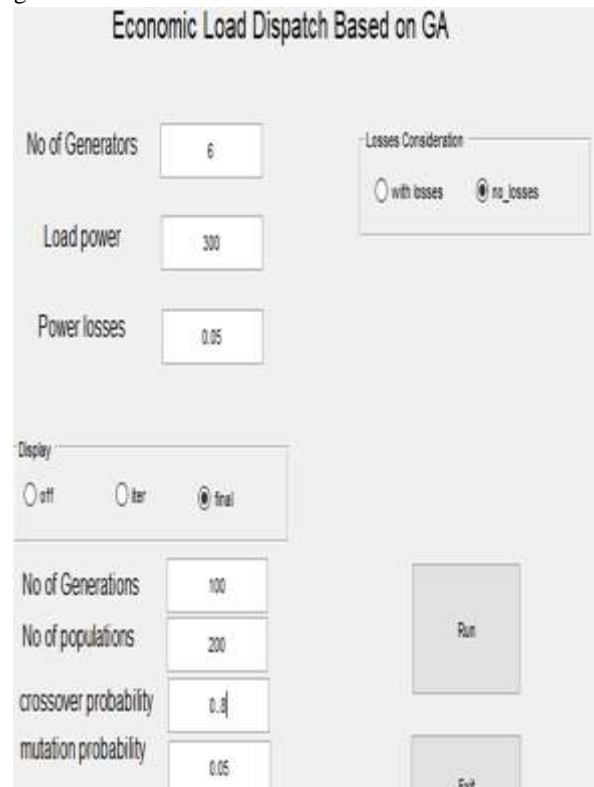 Economic Load Dispatch Based on GA
No of Generators 6
Losses Consideration
with losses no_losses
Load power 300
Power losses 0.05
Display
off iter final
No of Generations 100
No of populations 200
Run
crossover probability 0..8
mutation probability 0.05
Exit